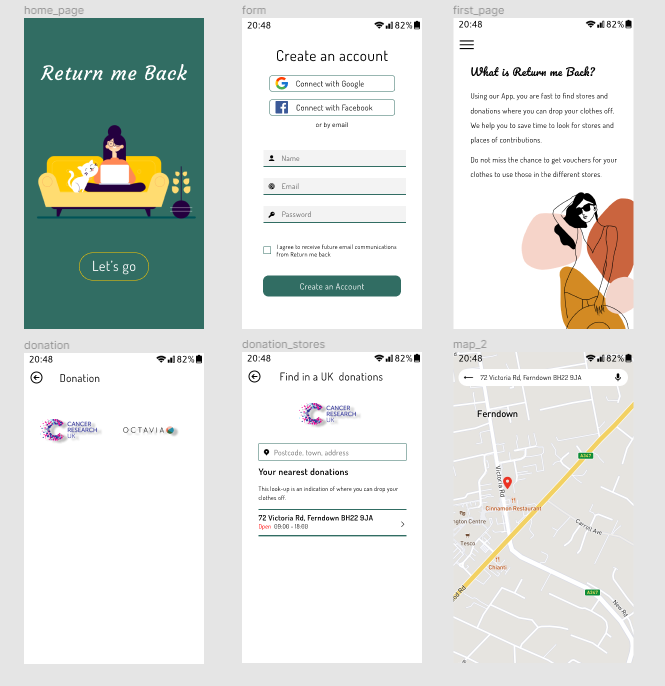 home_page
Return me Back
Let's go
form
20:48 82%
Create an account
Connect with Google
Connect with Facebook
or by email
Name
Email
Password
I agree to receive future email communications
from Return me back
Create an Account
first_page
20:48 82%
What is Return me Back?
Using our App, you are fast to find stores and
donations where you can drop your clothes off.
We help you to save time to look for stores and
places of contributions.
Do not miss the chance to get vouchers for your
clothes to use those in the different stores.
donation
20:48 82%
Donation
CANCER
RESEARCH
UK
OCTAVIA
donation_stores
20:48 82%
Find in a UK donations
CANCER
RESEARCH
UK
Postcode, town, address
Your nearest donations
This look-up is an indication of where you can drop your
clothes off.
72 Victoria Rd, Ferndown BH22 9JA
Open 09:00 - 18:00
map_2
20:48 82%
72 Victoria Rd, Ferndown BH22 9JA
Ferndown
A347
Victoria Rd
Cinnamon Restaurant
Centre
Tesco
Carroll Ave
Chianti
A347
New Rd
Rd